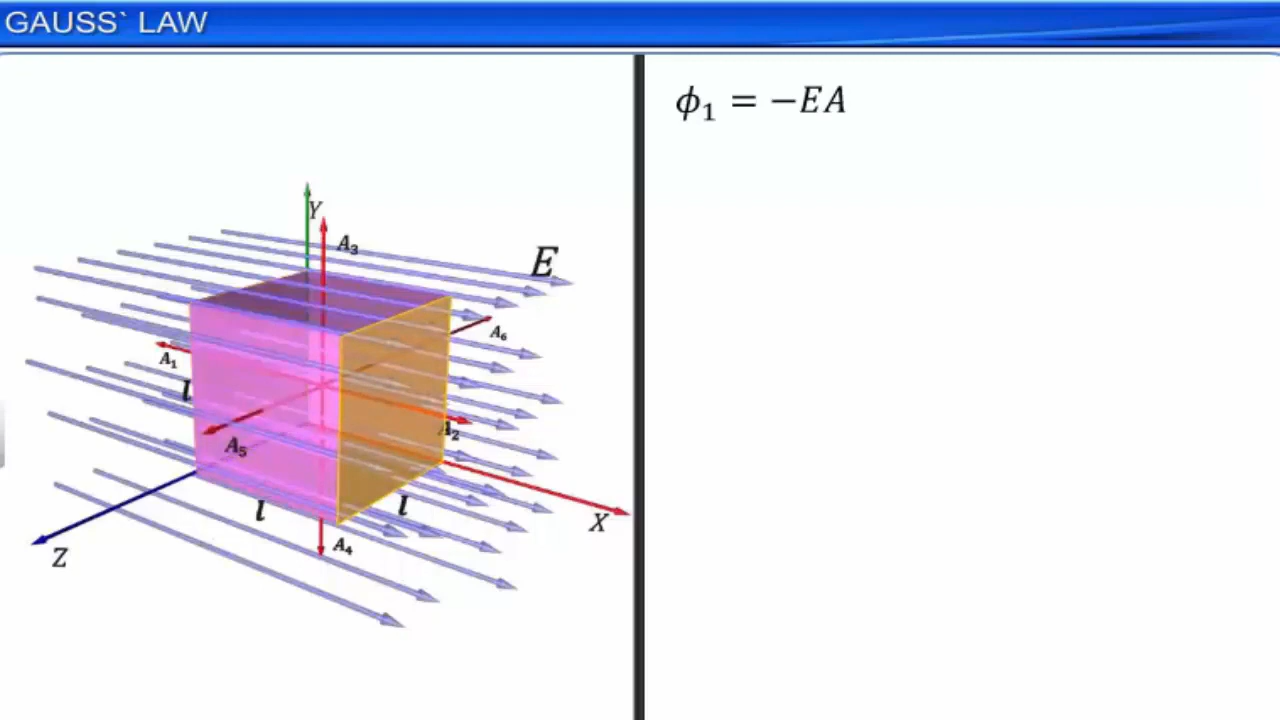 GAUSS` LAW
ϕ₁ = −EA
Y
A₃
E
A₆
A₁
l
A₂
A₅
l
l
X
A₄
Z